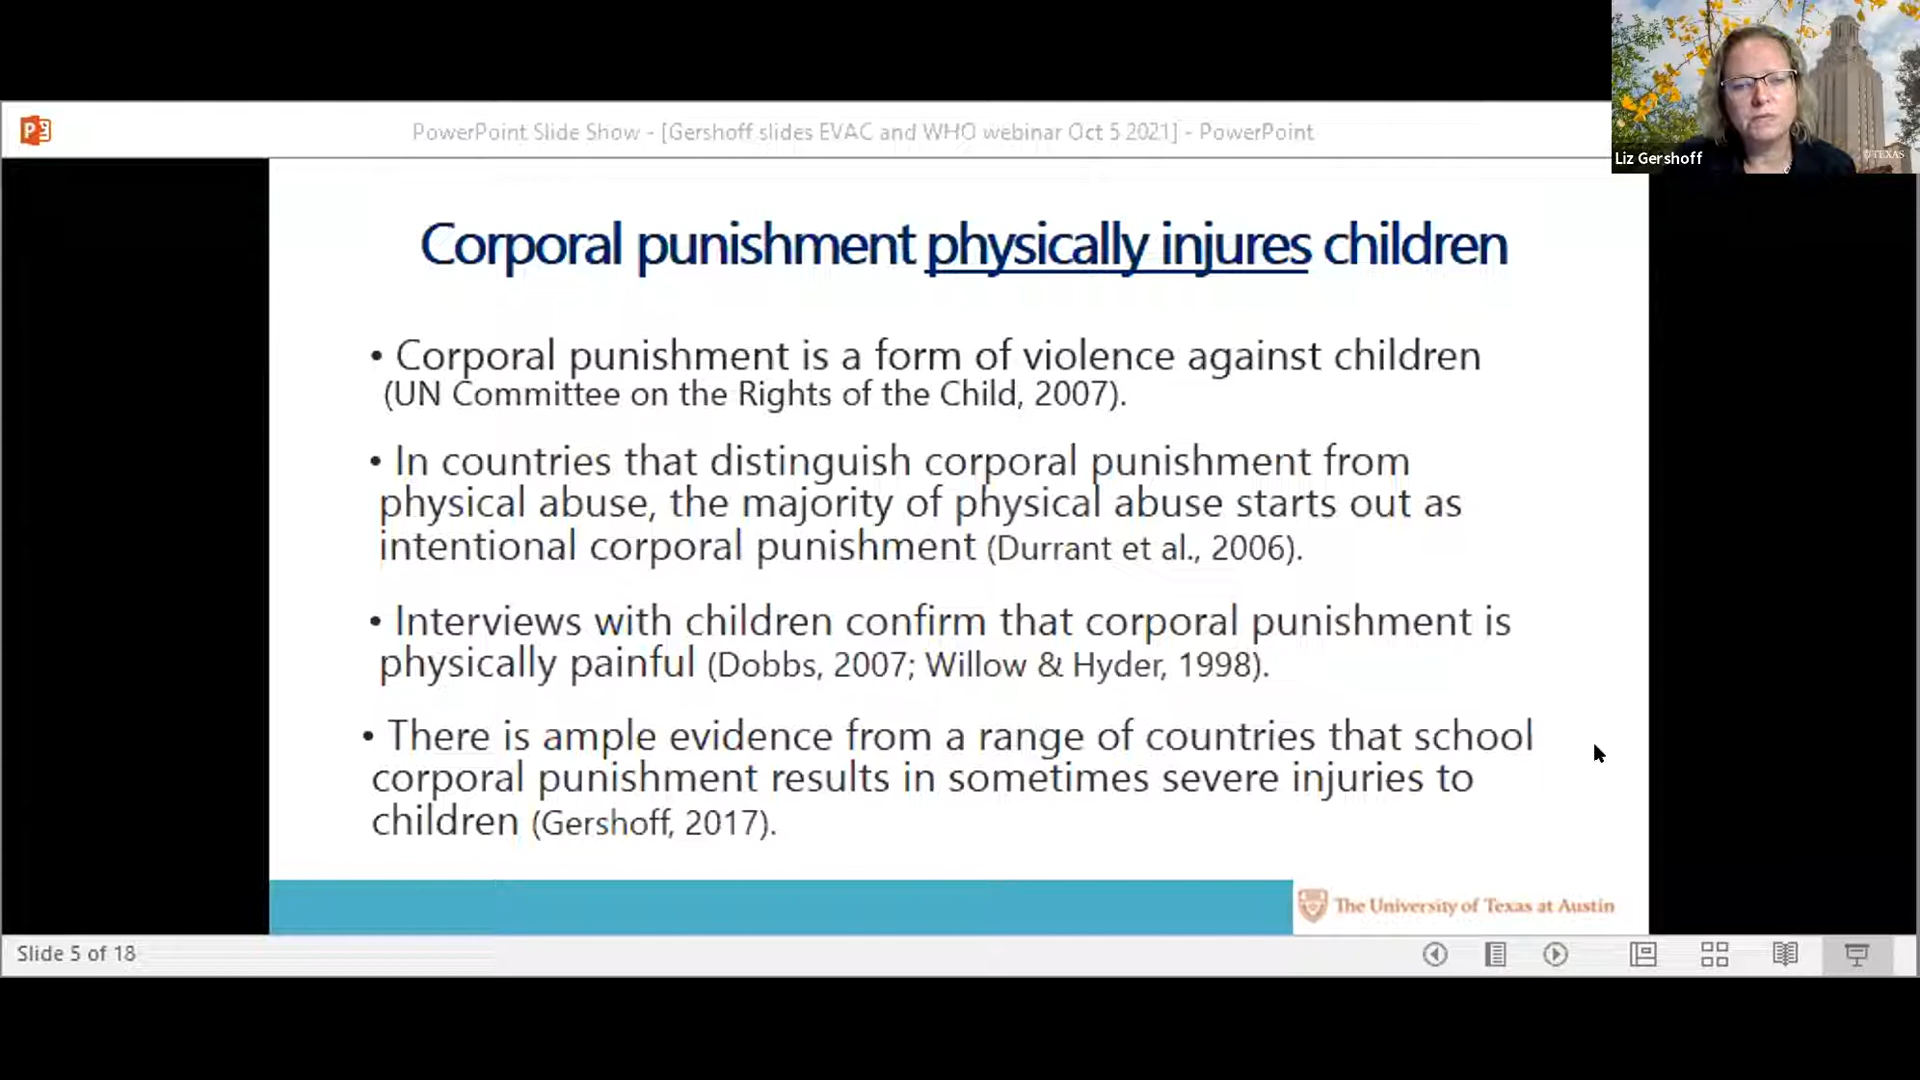 PowerPoint Slide Show - [Gershoff slides EVAC and WHO webinar Oct 5 2021] - PowerPoint
©TEXAS
Liz Gershoff
Corporal punishment physically injures children
• Corporal punishment is a form of violence against children
(UN Committee on the Rights of the Child, 2007).
• In countries that distinguish corporal punishment from
physical abuse, the majority of physical abuse starts out as
intentional corporal punishment (Durrant et al., 2006).
• Interviews with children confirm that corporal punishment is
physically painful (Dobbs, 2007; Willow & Hyder, 1998).
• There is ample evidence from a range of countries that school
corporal punishment results in sometimes severe injuries to
children (Gershoff, 2017).
The University of Texas at Austin
Slide 5 of 18